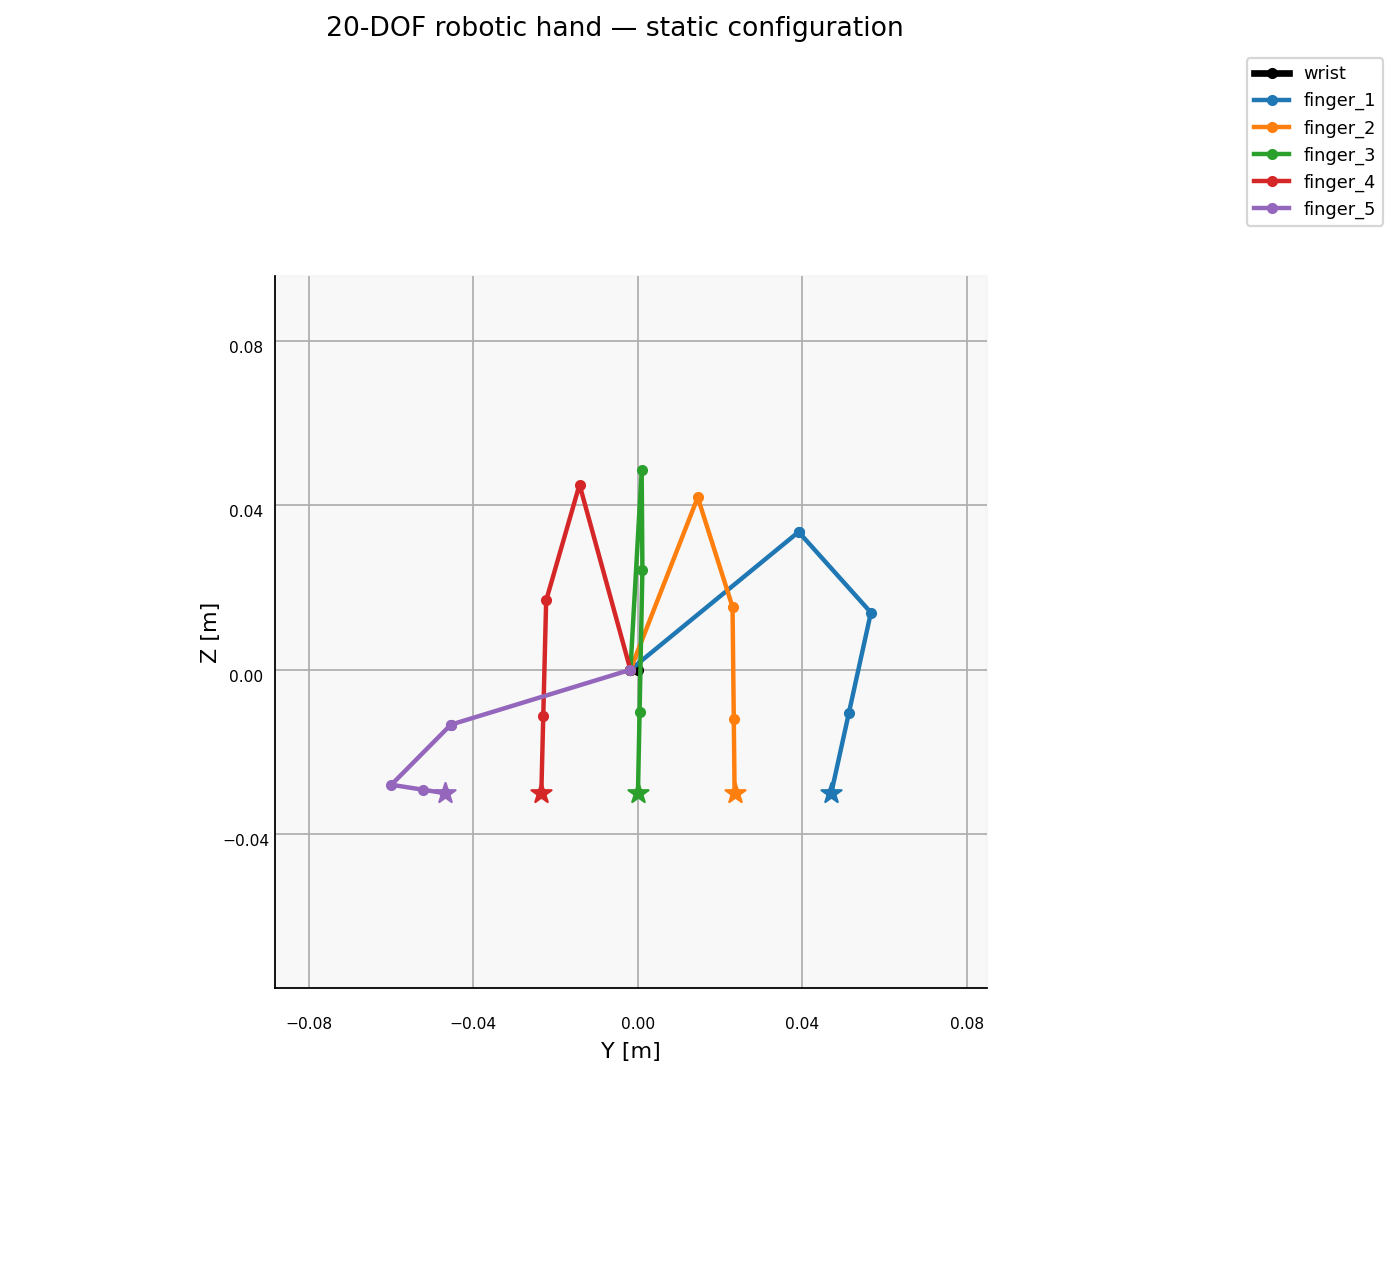 20-DOF robotic hand — static configuration
wrist
finger_1
finger_2
finger_3
finger_4
finger_5
0.08
0.04
0.00
−0.04
Z [m]
−0.08
−0.04
0.00
0.04
0.08
Y [m]